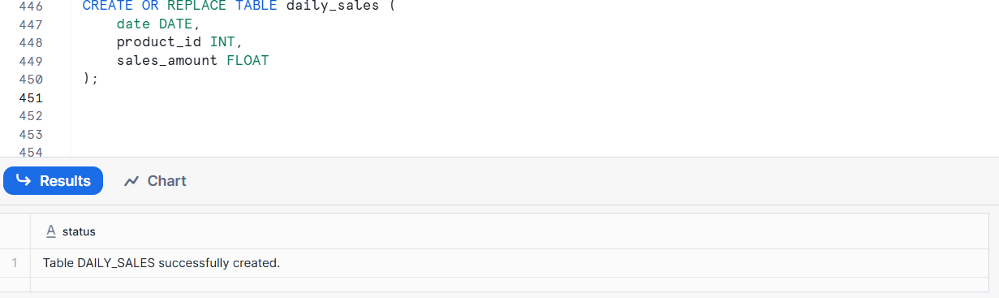 446 CREATE OR REPLACE TABLE daily_sales (
447 date DATE,
448 product_id INT,
449 sales_amount FLOAT
450 );
451
452
453
454
Results Chart
A status
1 Table DAILY_SALES successfully created.